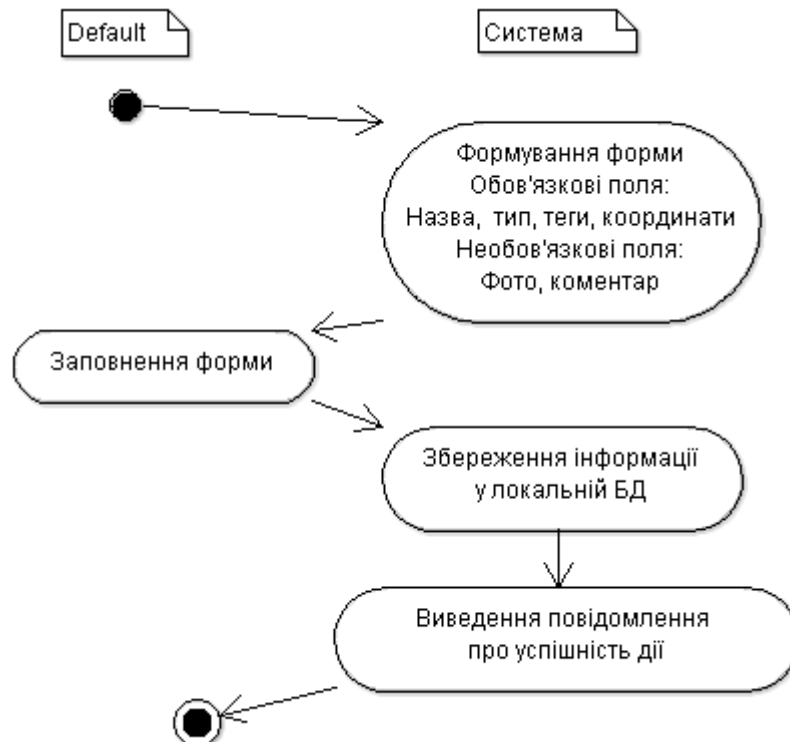 Default
Система
Формування форми
Обов'язкові поля:
Назва, тип, теги, координати
Необов'язкові поля:
Фото, коментар
Заповнення форми
Збереження інформації
у локальній БД
Виведення повідомлення
про успішність дії